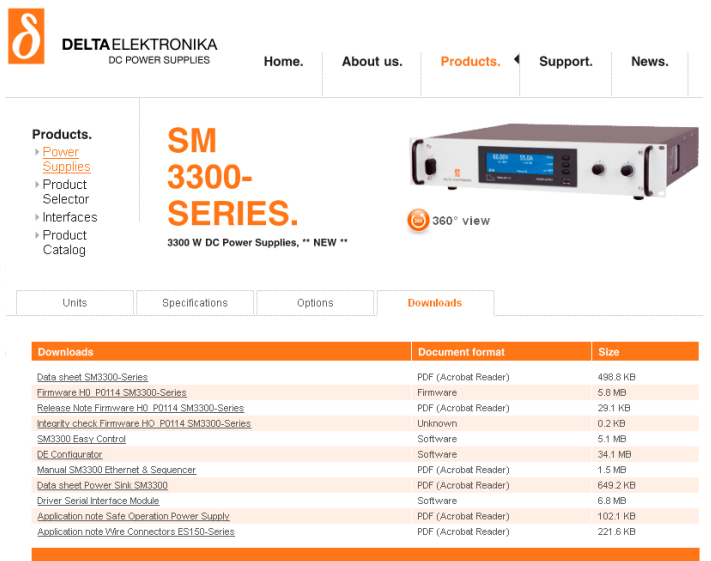 δ
DELTA ELEKTRONIKA
DC POWER SUPPLIES
Home.
About us.
Products.
Support.
News.
Products.
Power
Supplies
Product
Selector
Interfaces
Product
Catalog
SM
3300-
SERIES.
3300 W DC Power Supplies, ** NEW **
360° view
Units
Specifications
Options
Downloads
Downloads Document format Size
Data sheet SM3300-Series PDF (Acrobat Reader) 498.8 KB
Firmware H0_P0114 SM3300-Series Firmware 5.8 MB
Release Note Firmware H0_P0114 SM3300-Series PDF (Acrobat Reader) 29.1 KB
Integrity check Firmware HO_P0114 SM3300-Series Unknown 0.2 KB
SM3300 Easy Control Software 5.1 MB
DE Configurator Software 34.1 MB
Manual SM3300 Ethernet & Sequencer PDF (Acrobat Reader) 1.5 MB
Data sheet Power Sink SM3300 PDF (Acrobat Reader) 649.2 KB
Driver Serial Interface Module Software 6.8 MB
Application note Safe Operation Power Supply PDF (Acrobat Reader) 102.1 KB
Application note Wire Connectors ES150-Series PDF (Acrobat Reader) 221.6 KB